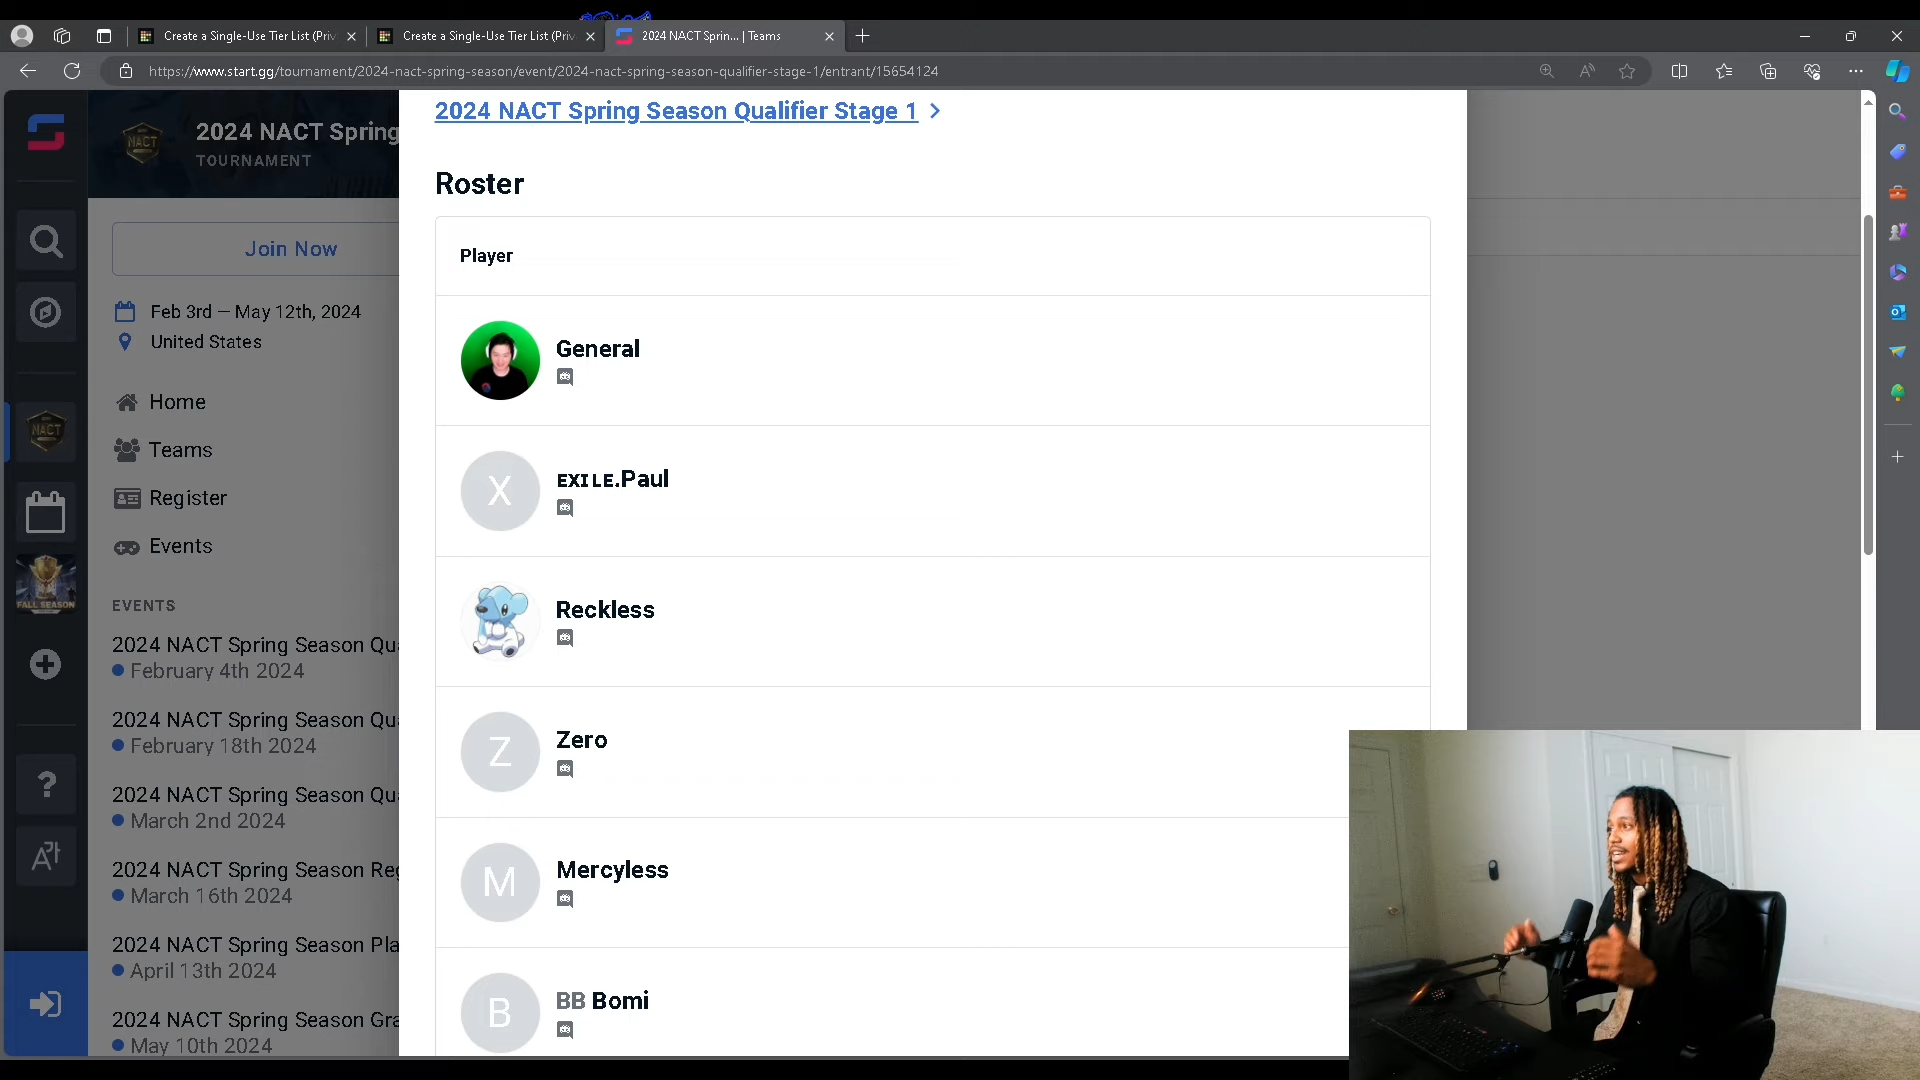 Create a Single-Use Tier List (Priv
Create a Single-Use Tier List (Priv
2024 NACT Sprin... | Teams
https://www.start.gg/tournament/2024-nact-spring-season/event/2024-nact-spring-season-qualifier-stage-1/entrant/15654124
2024 NACT Spring
TOURNAMENT
Join Now
Feb 3rd — May 12th, 2024
United States
Home
Teams
Register
Events
EVENTS
2024 NACT Spring Season Qu
February 4th 2024
2024 NACT Spring Season Qu
February 18th 2024
2024 NACT Spring Season Qu
March 2nd 2024
2024 NACT Spring Season Reg
March 16th 2024
2024 NACT Spring Season Pla
April 13th 2024
2024 NACT Spring Season Gra
May 10th 2024
NACT
NACT
FALL SEASON
2024 NACT Spring Season Qualifier Stage 1
Roster
Player
General
X
ᴇxɪʟᴇ.Paul
Reckless
Z
Zero
M
Mercyless
B
BB Bomi